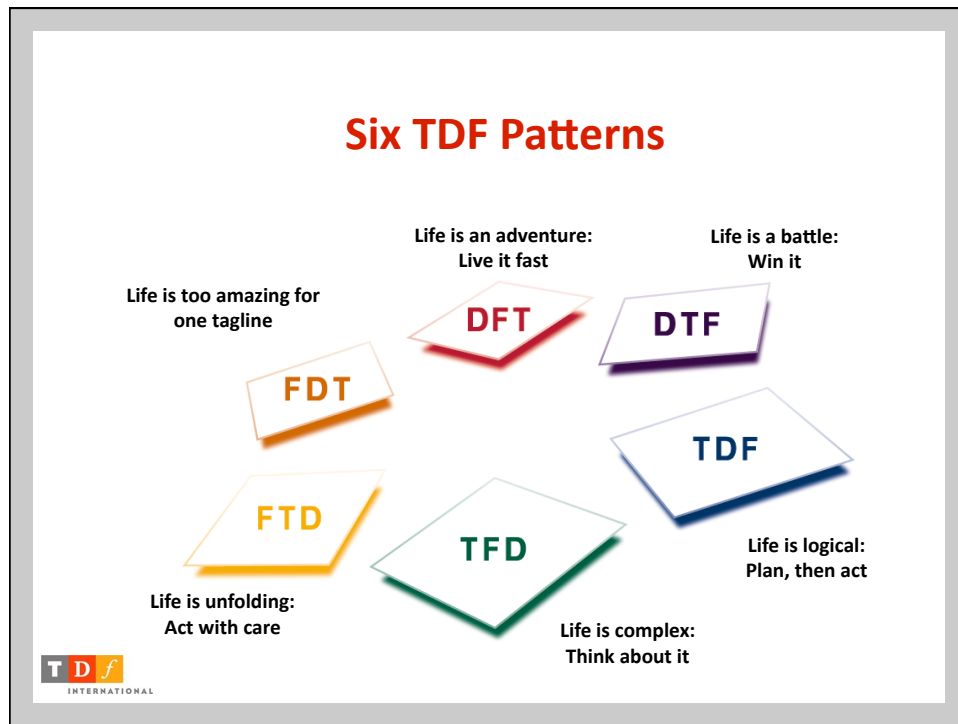 Six TDF Patterns
Life is an adventure:
Live it fast
Life is a battle:
Win it
Life is too amazing for
one tagline
DFT
DTF
FDT
TDF
FTD
TFD
Life is logical:
Plan, then act
Life is unfolding:
Act with care
Life is complex:
Think about it
T D f
INTERNATIONAL